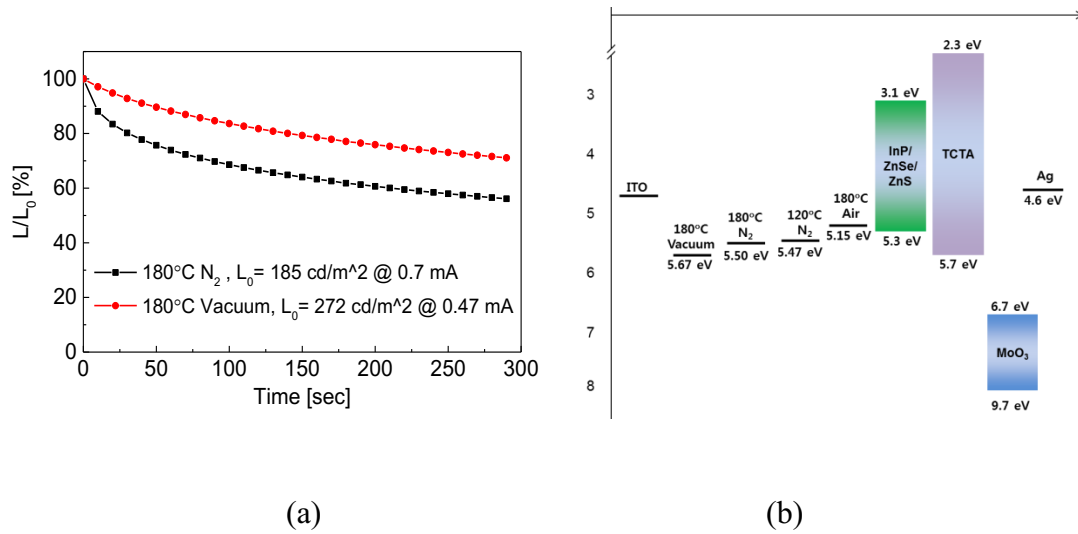 100
80
60
40
20
0
L/L0 [%]
180°C N2 , L0= 185 cd/m^2 @ 0.7 mA
180°C Vacuum, L0= 272 cd/m^2 @ 0.47 mA
0 50 100 150 200 250 300
Time [sec]
(a)
3
4
5
6
7
8
ITO
180°C
Vacuum
5.67 eV
180°C
N2
5.50 eV
120°C
N2
5.47 eV
180°C
Air
5.15 eV
3.1 eV
InP/
ZnSe/
ZnS
5.3 eV
2.3 eV
TCTA
5.7 eV
6.7 eV
MoO3
9.7 eV
Ag
4.6 eV
(b)